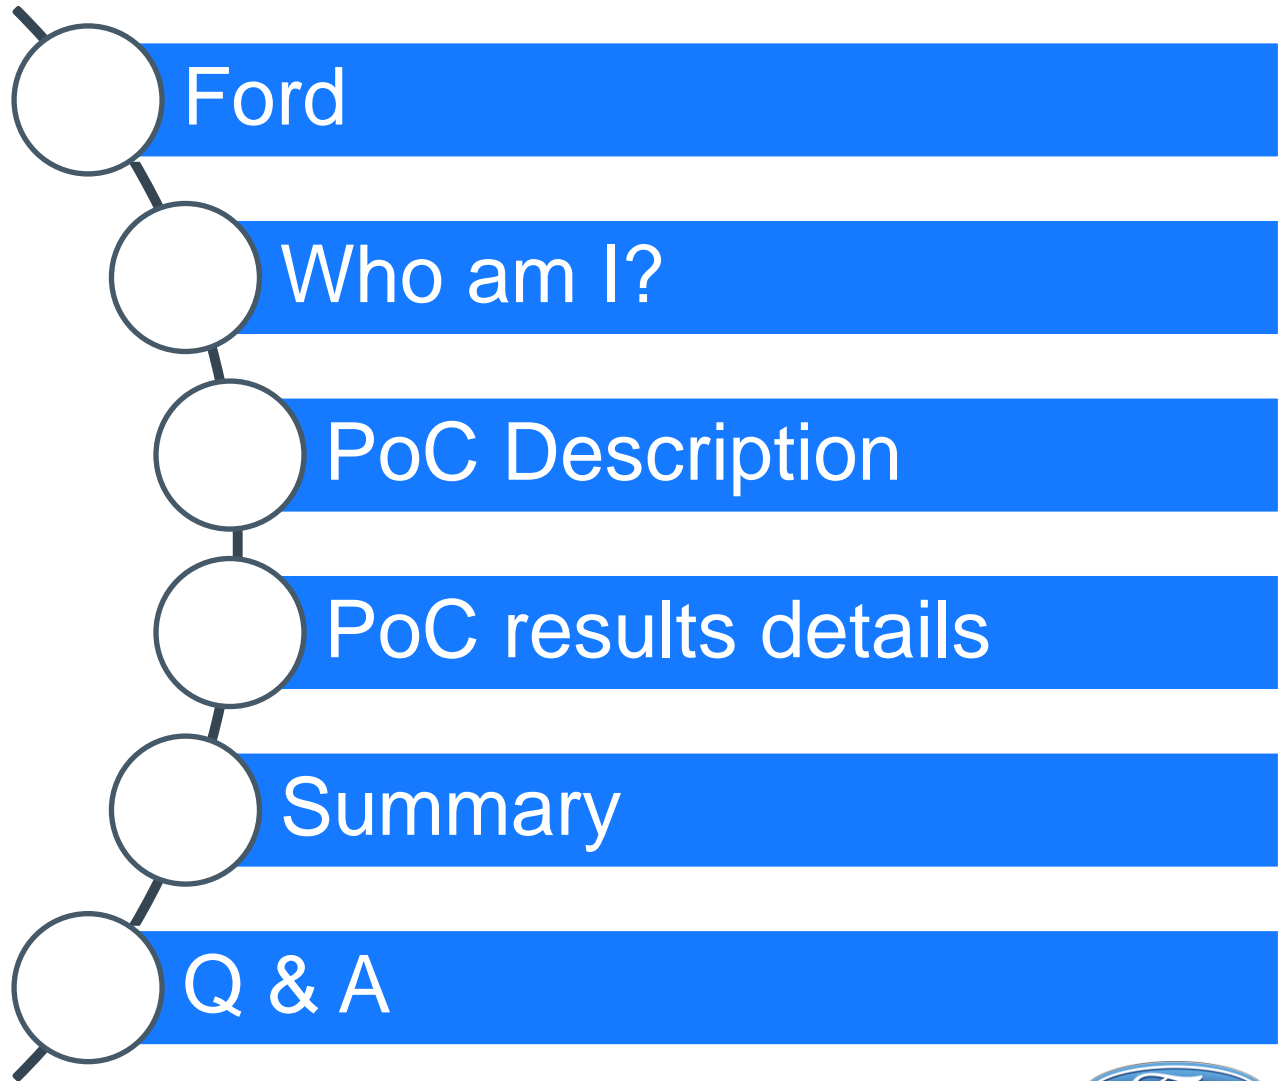 Ford
Who am I?
PoC Description
PoC results details
Summary
Q & A